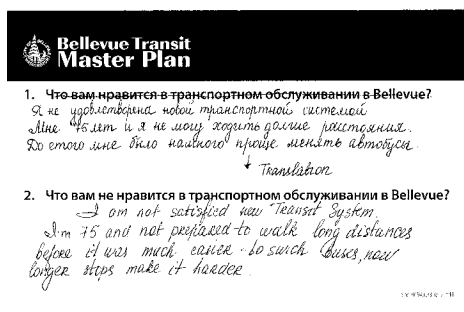 Bellevue Transit
Master Plan
1. Что вам нравится в транспортном обслуживании в Bellevue?
Я не удовлетворена новой транспортной системой
Мне 75 лет и я не могу ходить долгие расстояния.
До этого мне было намного проще менять автобусы.
Translation
2. Что вам не нравится в транспортном обслуживании в Bellevue?
I am not satisfied new Transit System.
I'm 75 and not prepared to walk long distances
before it was much easier to switch buses, now
longer stops make it harder.